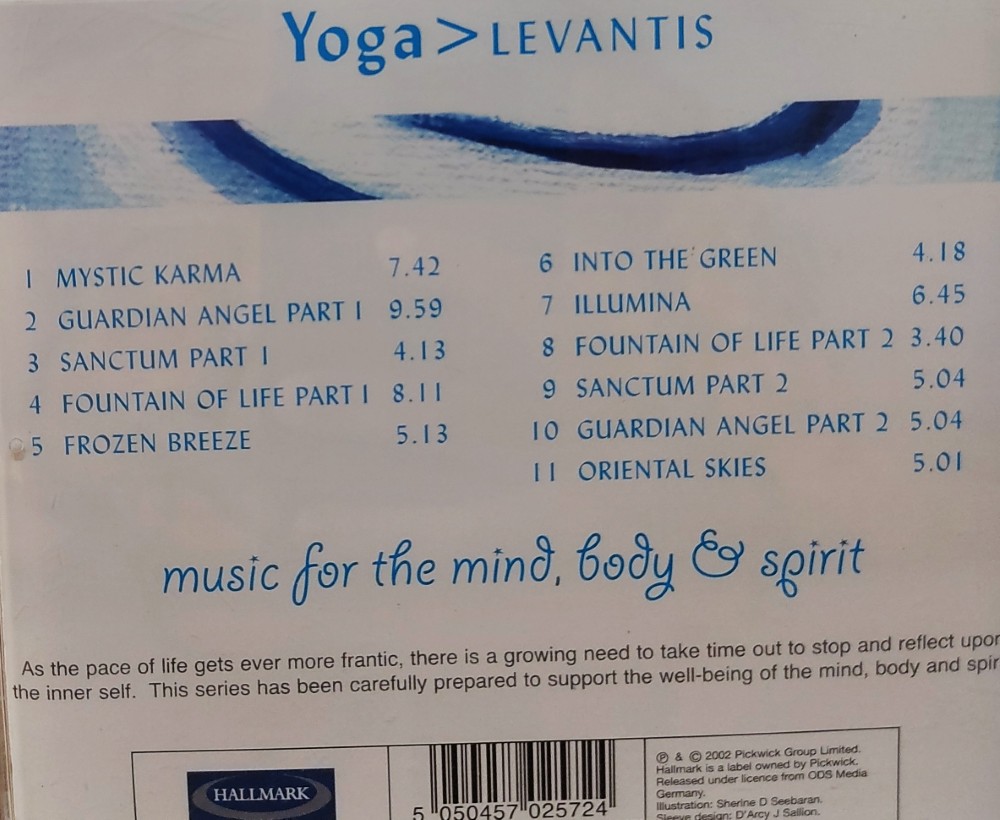 Yoga > LEVANTIS
1 MYSTIC KARMA 7.42
2 GUARDIAN ANGEL PART 1 9.59
3 SANCTUM PART 1 4.13
4 FOUNTAIN OF LIFE PART 1 8.11
5 FROZEN BREEZE 5.13
6 INTO THE GREEN 4.18
7 ILLUMINA 6.45
8 FOUNTAIN OF LIFE PART 2 3.40
9 SANCTUM PART 2 5.04
10 GUARDIAN ANGEL PART 2 5.04
11 ORIENTAL SKIES 5.01
music for the mind, body & spirit
As the pace of life gets ever more frantic, there is a growing need to take time out to stop and reflect upon
the inner self. This series has been carefully prepared to support the well-being of the mind, body and spir
HALLMARK
5 050457 025724
℗ & © 2002 Pickwick Group Limited.
Hallmark is a label owned by Pickwick.
Released under licence from ODS Media
Germany.
Illustration: Sherine D Seebaran.
Sleeve design: D'Arcy J Sallion.